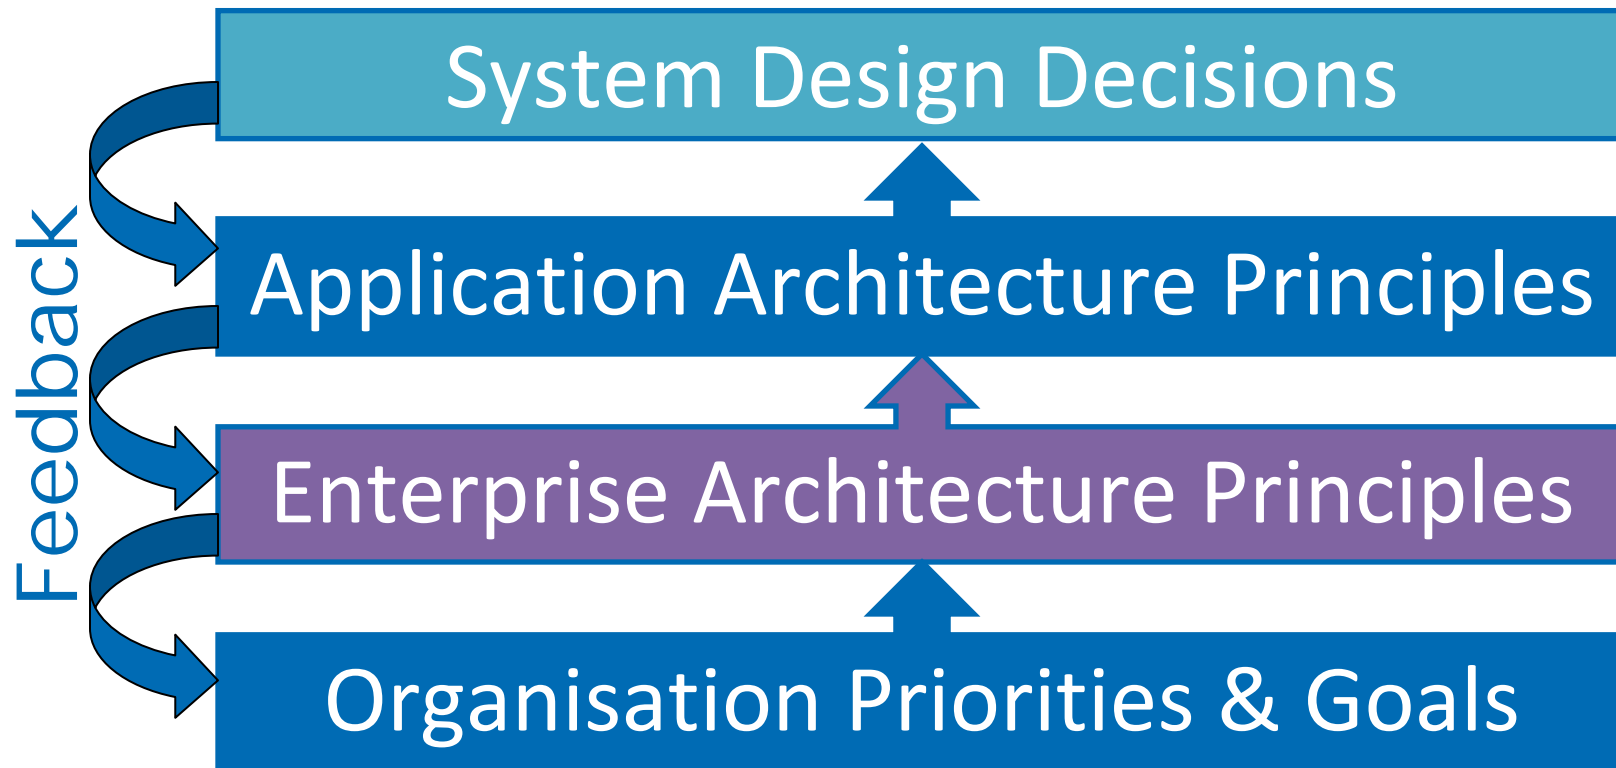 System Design Decisions
Application Architecture Principles
Enterprise Architecture Principles
Organisation Priorities & Goals
Feedback